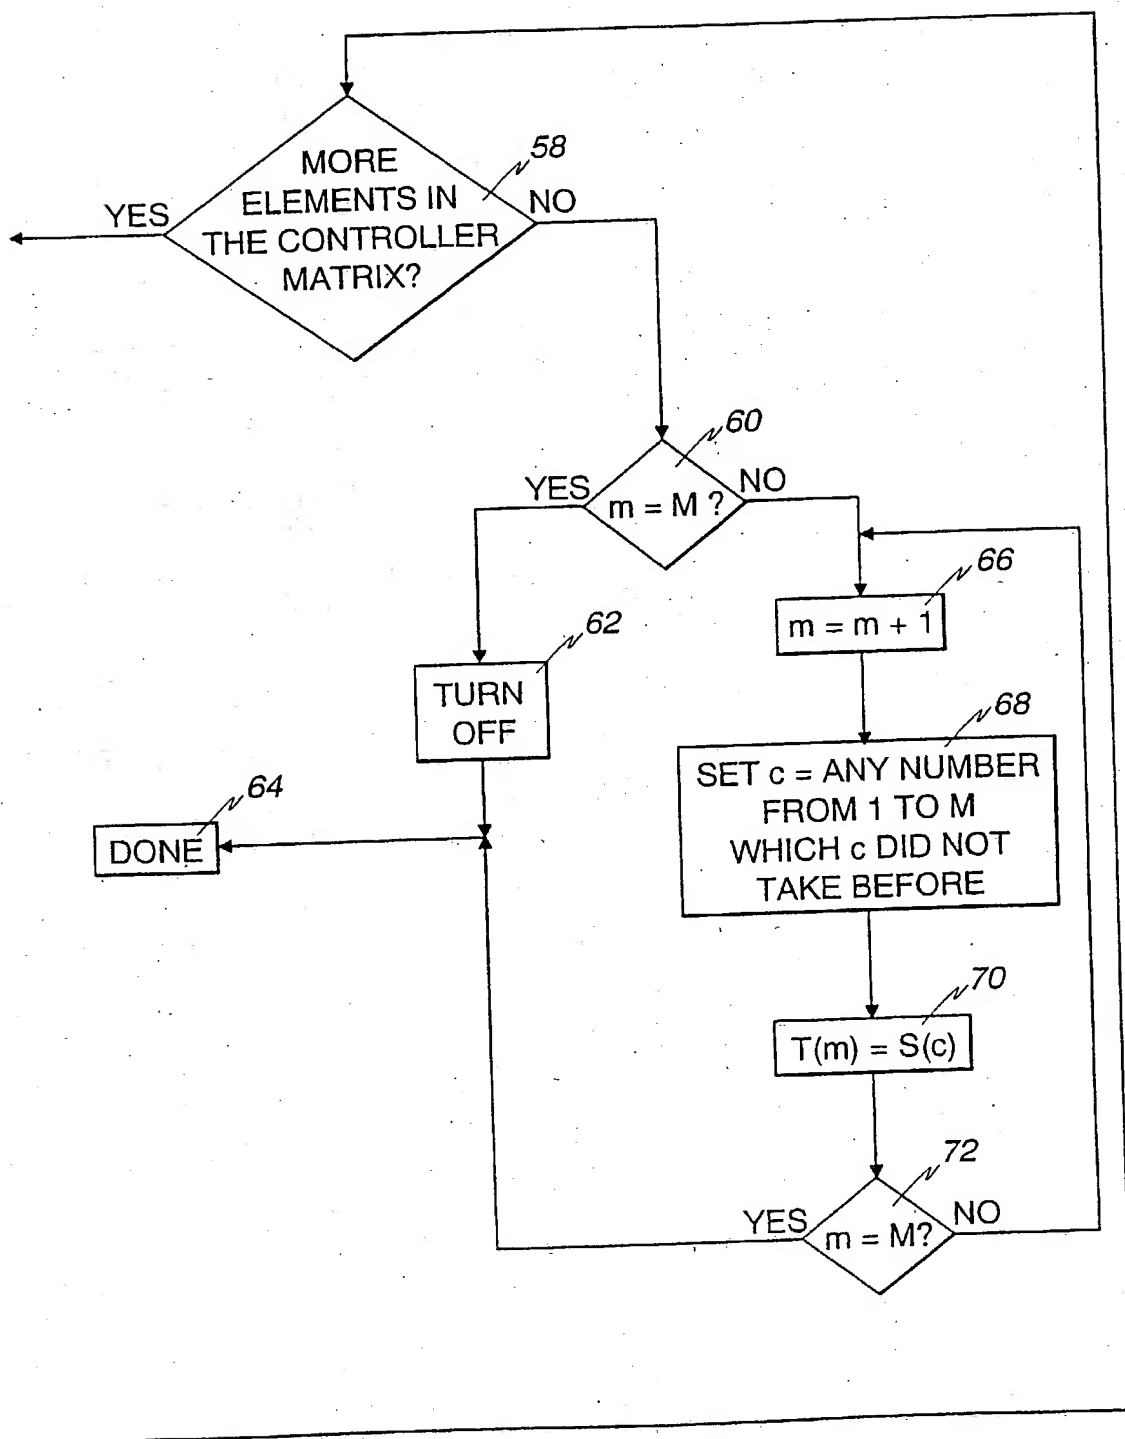 58
MORE
ELEMENTS IN
THE CONTROLLER
MATRIX?
YES
NO
60
YES
m = M ?
NO
66
m = m + 1
62
TURN
OFF
68
SET c = ANY NUMBER
FROM 1 TO M
WHICH c DID NOT
TAKE BEFORE
64
DONE
70
T(m) = S(c)
72
YES
m = M?
NO